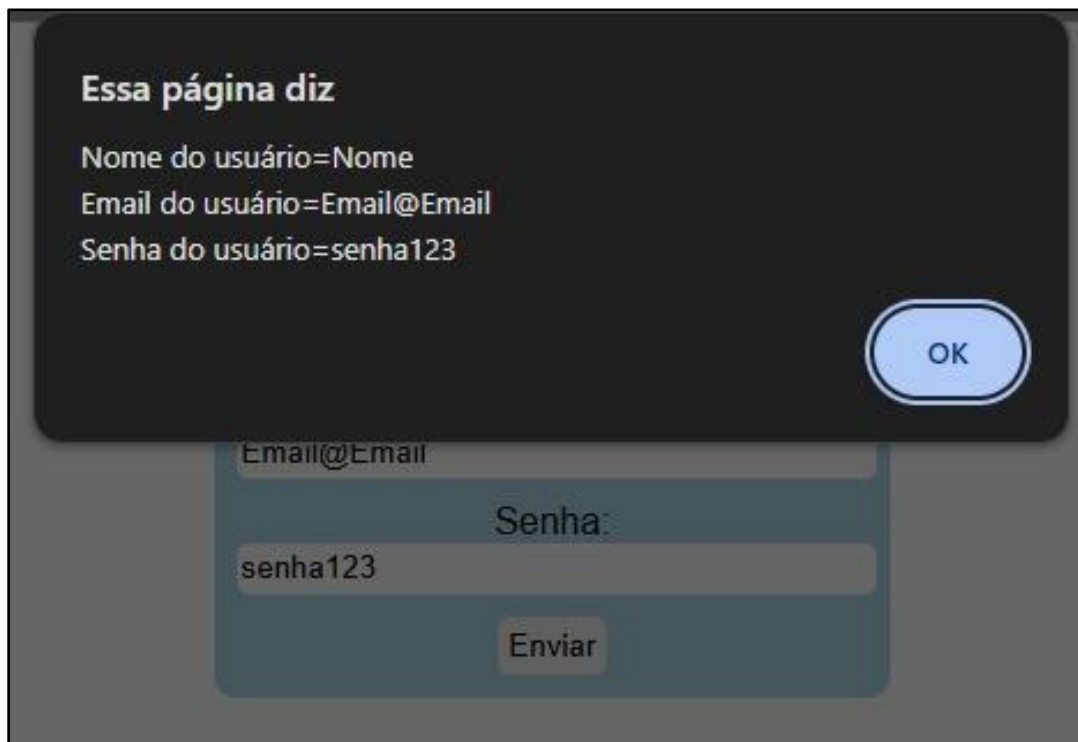 Essa página diz
Nome do usuário=Nome
Email do usuário=Email@Email
Senha do usuário=senha123
OK
Email@Email
Senha:
senha123
Enviar